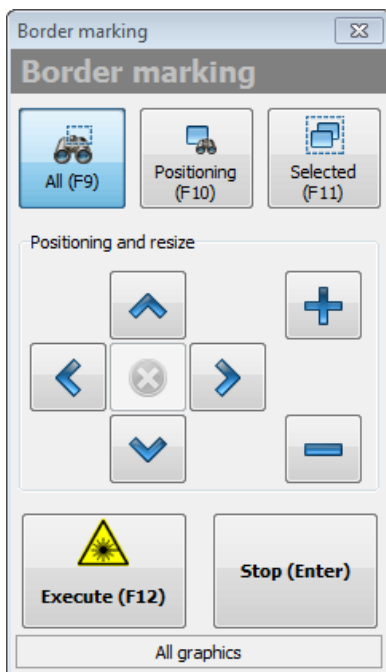 Border marking
Border marking
All (F9)
Positioning
(F10)
Selected
(F11)
Positioning and resize
Execute (F12)
Stop (Enter)
All graphics